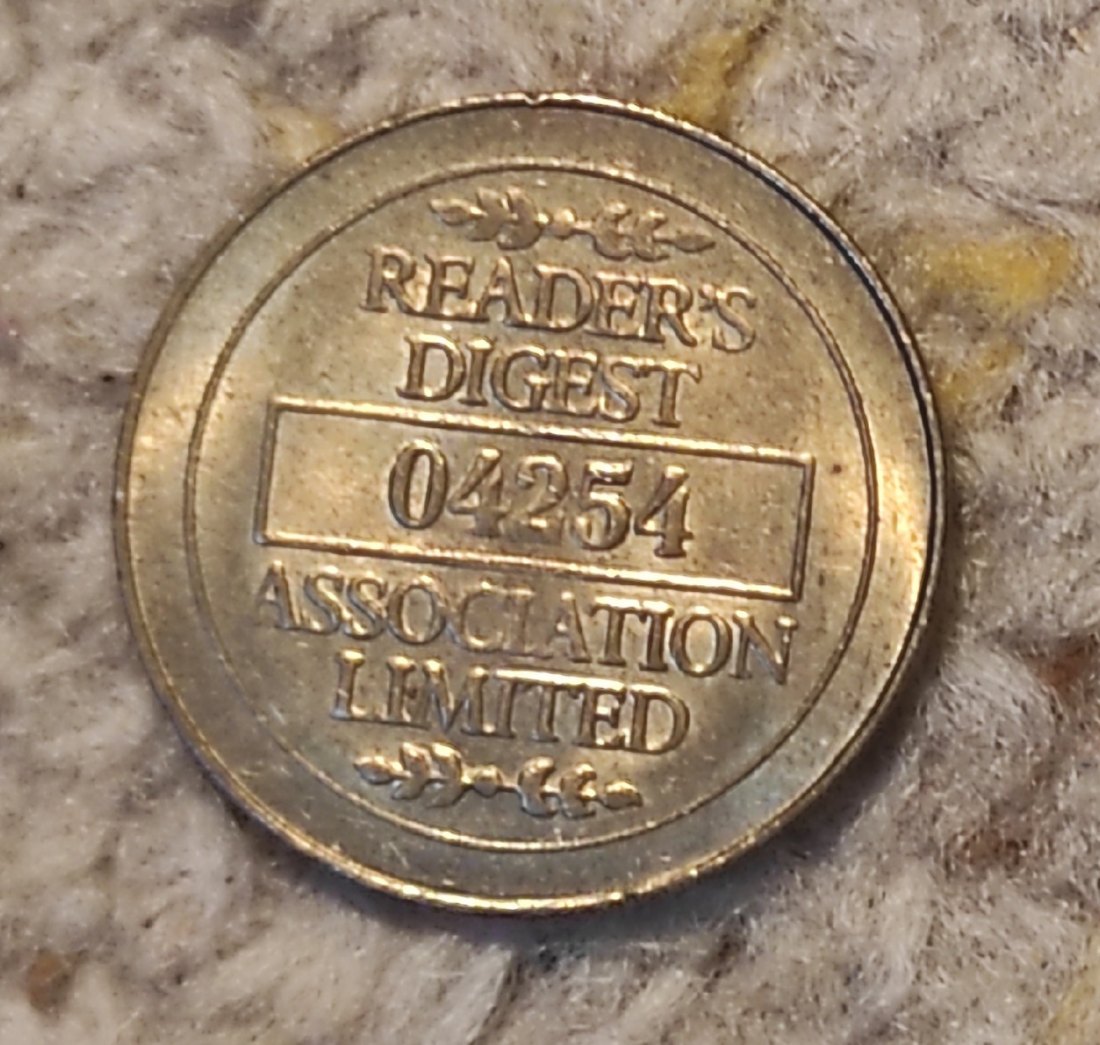 READER'S
DIGEST
04254
ASSOCIATION
LIMITED